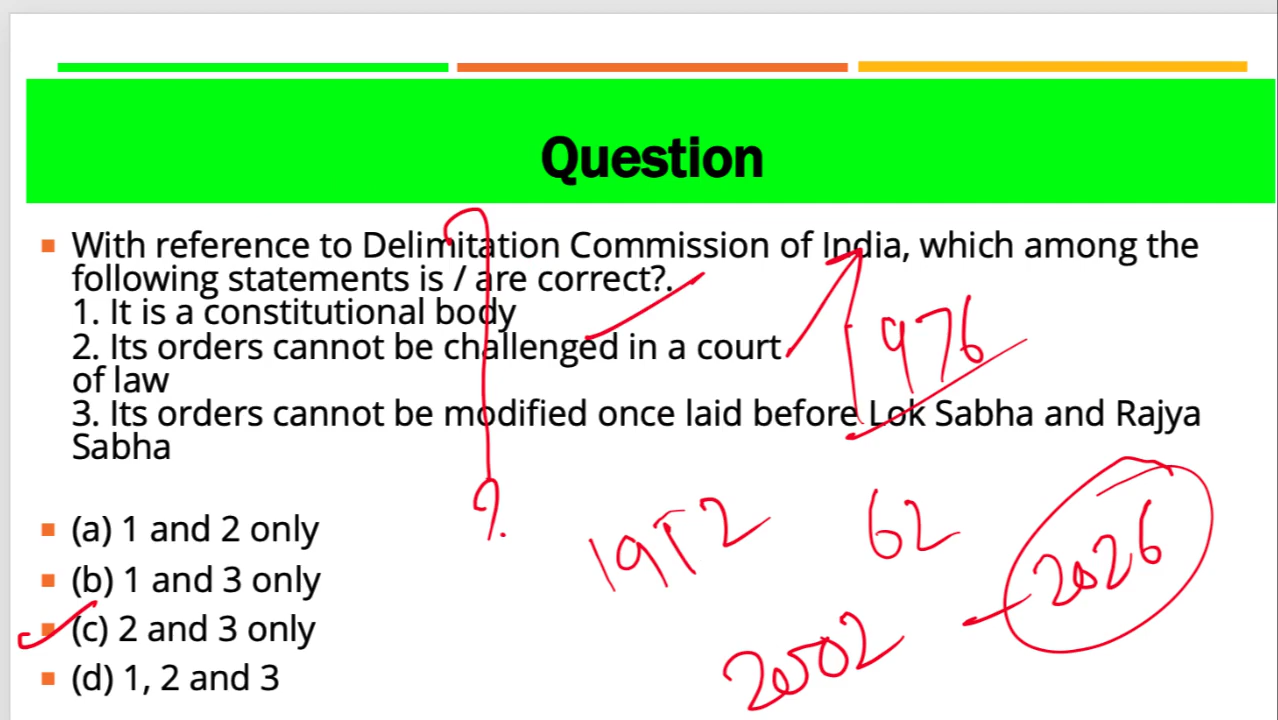 Question
With reference to Delimitation Commission of India, which among the
following statements is / are correct?.
1. It is a constitutional body
2. Its orders cannot be challenged in a court
of law
3. Its orders cannot be modified once laid before Lok Sabha and Rajya
Sabha
976
1952
62
2026
2002
(a) 1 and 2 only
(b) 1 and 3 only
(c) 2 and 3 only
(d) 1, 2 and 3